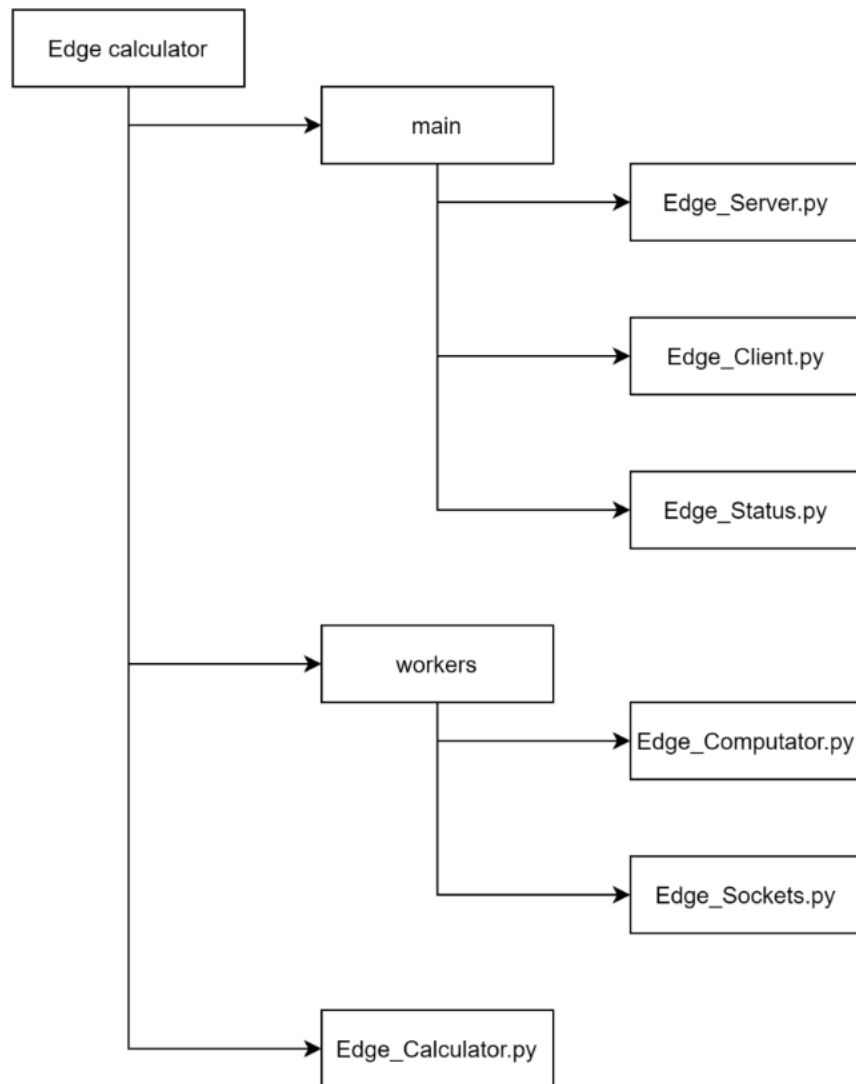 Edge calculator
main
Edge_Server.py
Edge_Client.py
Edge_Status.py
workers
Edge_Computator.py
Edge_Sockets.py
Edge_Calculator.py